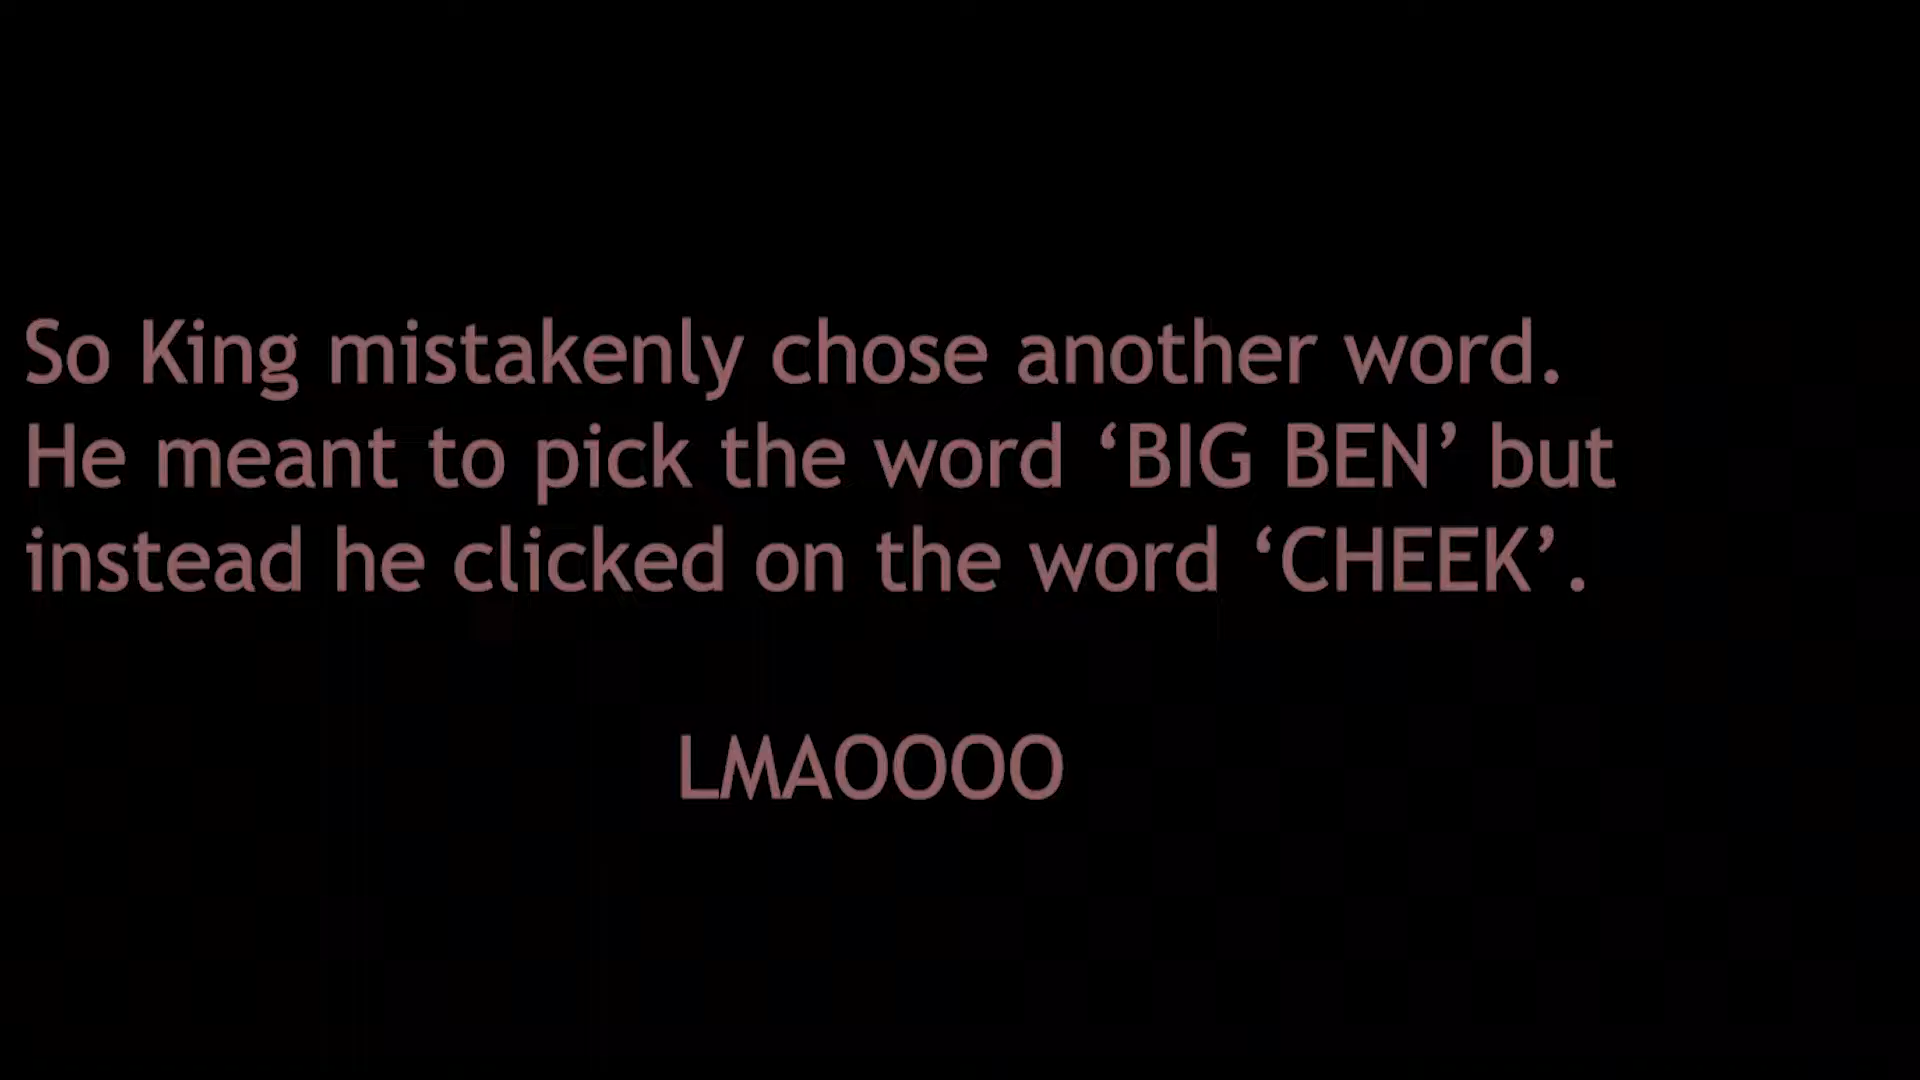 So King mistakenly chose another word.
He meant to pick the word ‘BIG BEN’ but
instead he clicked on the word ‘CHEEK’.
LMAOOOO